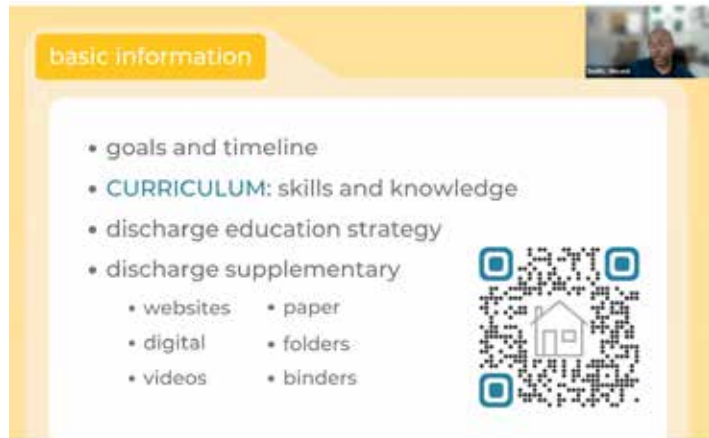 basic information
• goals and timeline
• CURRICULUM: skills and knowledge
• discharge education strategy
• discharge supplementary
• websites
• paper
• digital
• folders
• videos
• binders